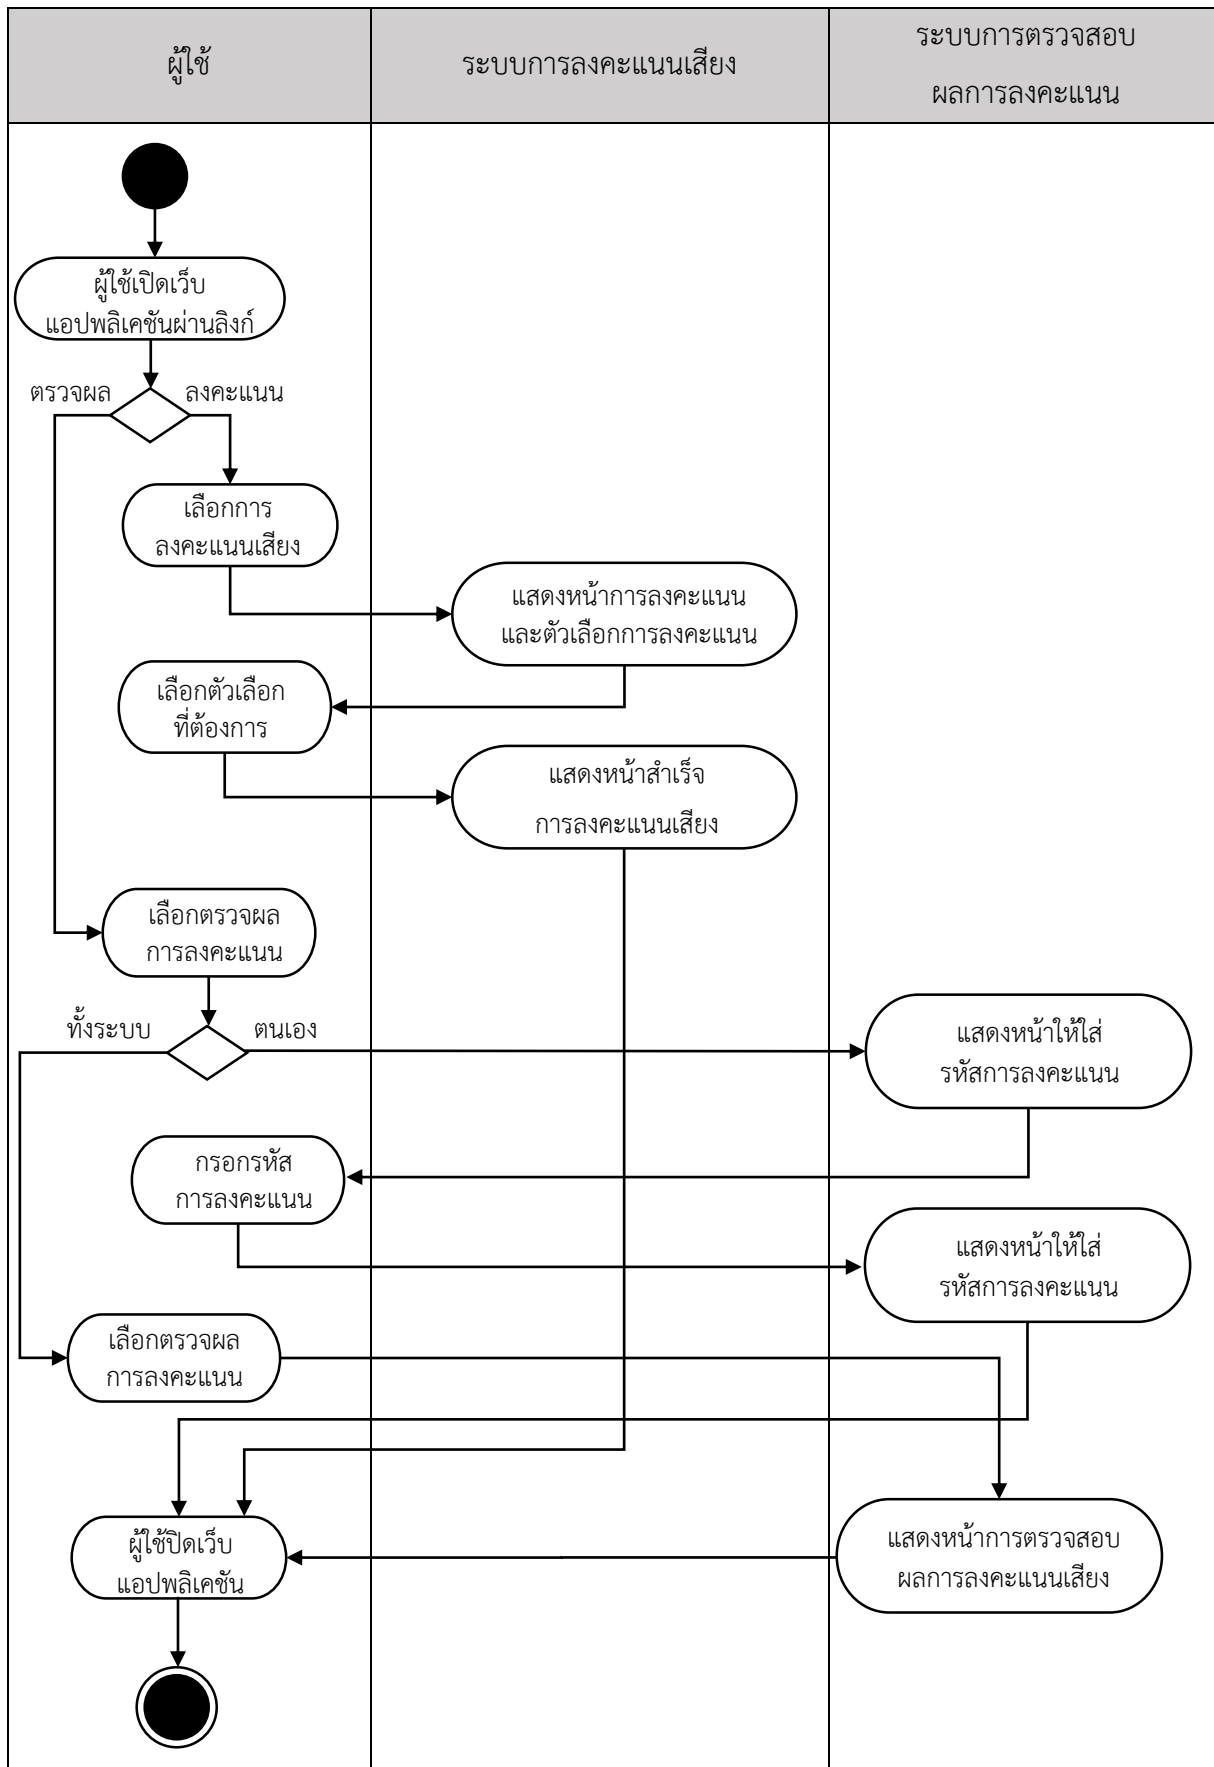 ผู้ใช้
ระบบการลงคะแนนเสียง
ระบบการตรวจสอบ
ผลการลงคะแนน
ผู้ใช้เปิดเว็บ
แอปพลิเคชันผ่านลิงก์
ตรวจผล
ลงคะแนน
เลือกการ
ลงคะแนนเสียง
แสดงหน้าการลงคะแนน
และตัวเลือกการลงคะแนน
เลือกตัวเลือก
ที่ต้องการ
แสดงหน้าสำเร็จ
การลงคะแนนเสียง
เลือกตรวจผล
การลงคะแนน
ทั้งระบบ
ตนเอง
แสดงหน้าให้ใส่
รหัสการลงคะแนน
กรอกรหัส
การลงคะแนน
แสดงหน้าให้ใส่
รหัสการลงคะแนน
เลือกตรวจผล
การลงคะแนน
ผู้ใช้ปิดเว็บ
แอปพลิเคชัน
แสดงหน้าการตรวจสอบ
ผลการลงคะแนนเสียง